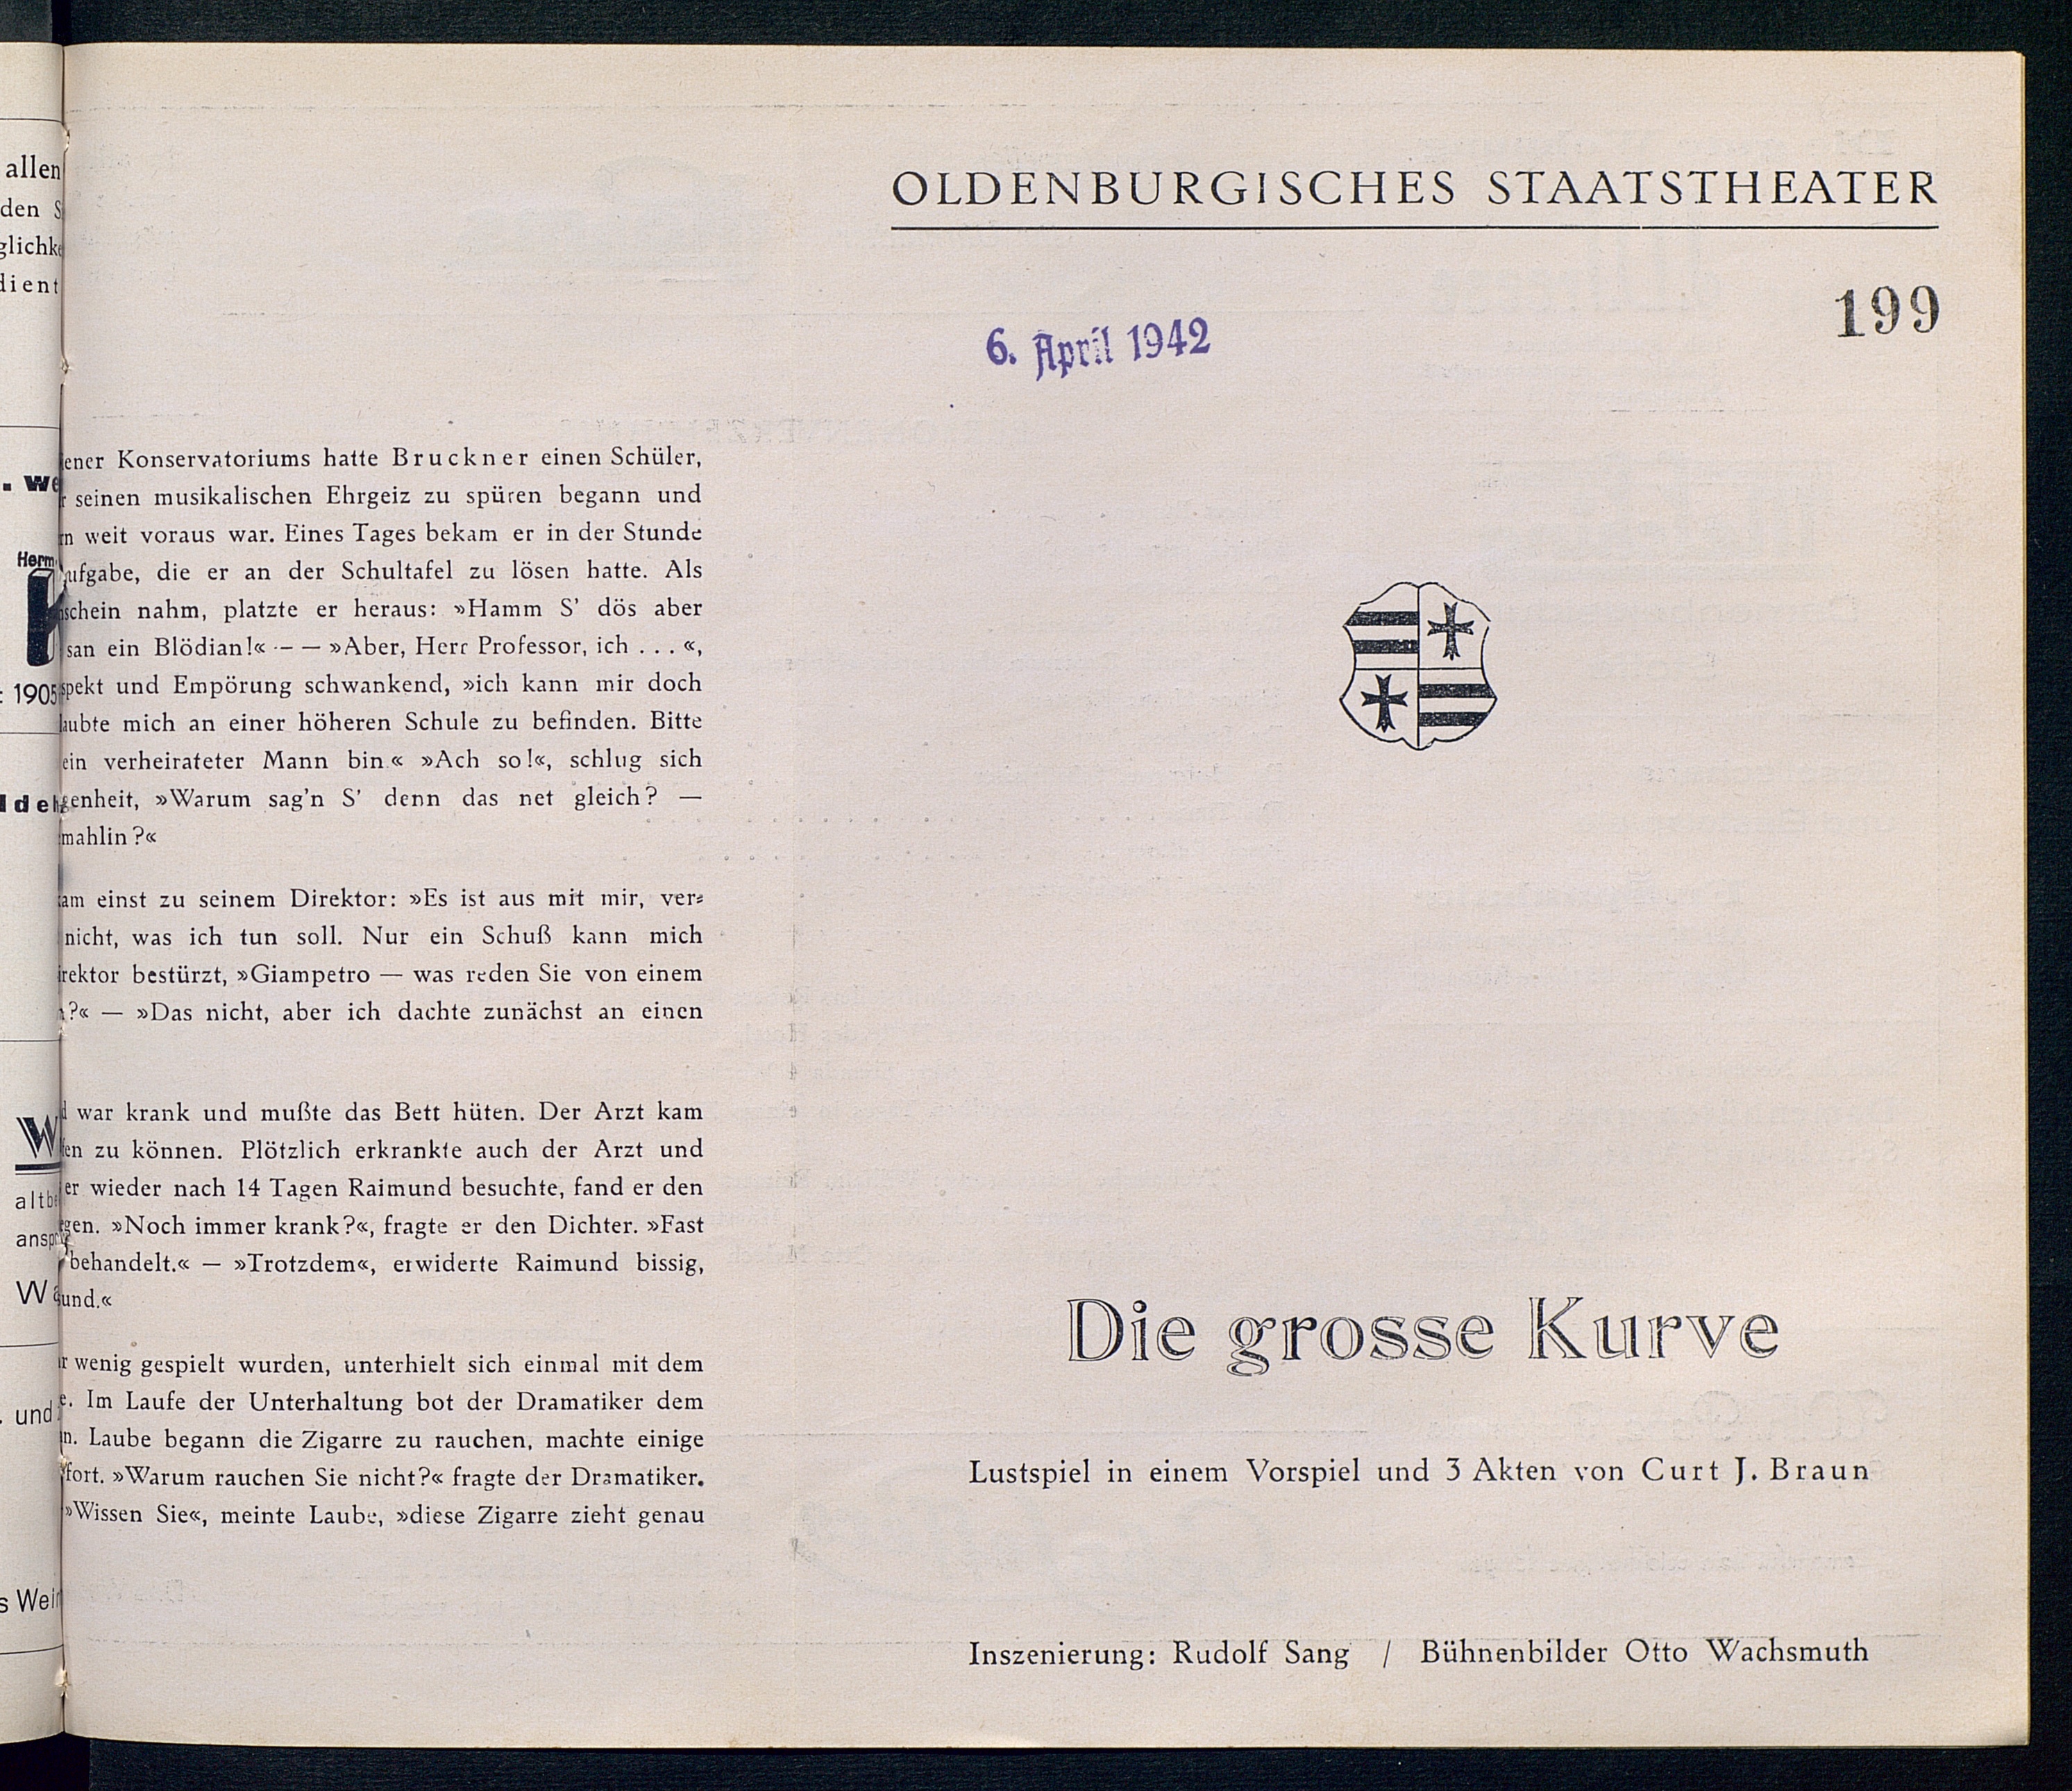 allen
den
dient
. we
Herm.
: 1905
W
altb
Wa
. und
s Wein
Konservatoriums hatte Bruckner einen Schüler,
seinen musikalischen Ehrgeiz zu spüren begann und
weit voraus war. Eines Tages bekam er in der Stunde
ufgabe, die er an der Schultafel zu lösen hatte. Als
schein nahm, platzte er heraus: »Hamm S' dös aber
san ein Blödian!« -– — »Aber, Herr Professor, ich . . . «,
spekt und Empörung schwankend, »ich kann mir doch
laubte mich an einer höheren Schule zu befinden. Bitte
ein verheirateter Mann bin.« »Ach so!«, schlug sich
genheit, »Warum sag'n S' denn das net gleich? —
mahlin?«
am einst zu seinem Direktor: »Es ist aus mit mir, ver-
nicht, was ich tun soll. Nur ein Schuß kann mich
irektor bestürzt, »Giampetro — was reden Sie von einem
?« — »Das nicht, aber ich dachte zunächst an einen
war krank und mußte das Bett hüten. Der Arzt kam
en zu können. Plötzlich erkrankte auch der Arzt und
er wieder nach 14 Tagen Raimund besuchte, fand er den
gen. »Noch immer krank?«, fragte er den Dichter. »Fast
behandelt.« — »Trotzdem«, erwiderte Raimund bissig,
und.«
r wenig gespielt wurden, unterhielt sich einmal mit dem
e. Im Laufe der Unterhaltung bot der Dramatiker dem
n. Laube begann die Zigarre zu rauchen, machte einige
fort. »Warum rauchen Sie nicht?« fragte der Dramatiker.
»Wissen Sie«, meinte Laube, »diese Zigarre zieht genau
OLDENBURGISCHES STAATSTHEATER
199
6. April 1942
Die grosse Kurve
Lustspiel in einem Vorspiel und 3 Akten von Curt J. Braun
Inszenierung: Rudolf Sang / Bühnenbilder Otto Wachsmuth